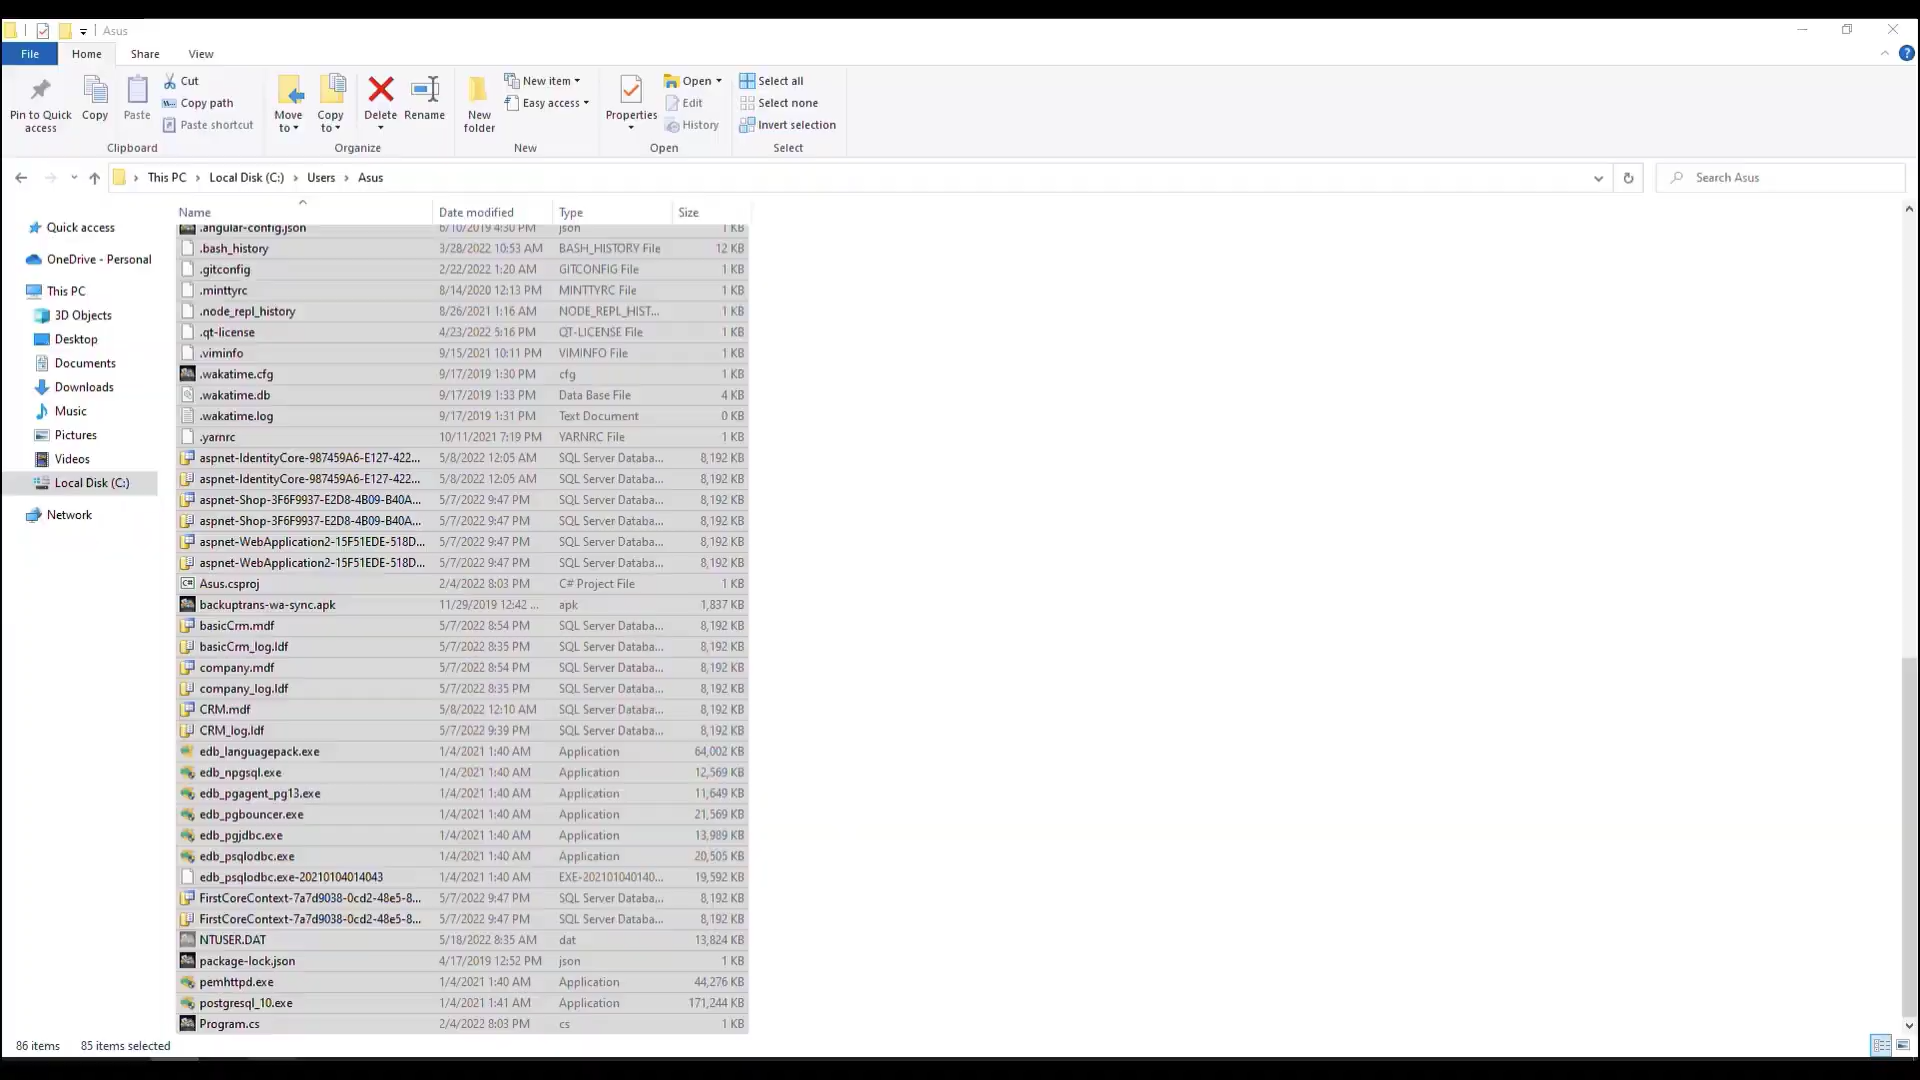 Asus
File Home Share View
Pin to Quick access
Copy
Paste
Cut
Copy path
Paste shortcut
Clipboard
Move to
Copy to
Delete
Rename
Organize
New folder
New item
Easy access
New
Properties
Open
Edit
History
Open
Select all
Select none
Invert selection
Select
This PC > Local Disk (C:) > Users > Asus
Search Asus
Quick access
OneDrive - Personal
This PC
3D Objects
Desktop
Documents
Downloads
Music
Pictures
Videos
Local Disk (C:)
Network
Name Date modified Type Size
.angular-config.json 6/10/2019 4:30 PM json 1 KB
.bash_history 3/28/2022 10:53 AM BASH_HISTORY File 12 KB
.gitconfig 2/22/2022 1:20 AM GITCONFIG File 1 KB
.minttyrc 8/14/2020 12:13 PM MINTTYRC File 1 KB
.node_repl_history 8/26/2021 1:16 AM NODE_REPL_HIST... 1 KB
.qt-license 4/23/2022 5:16 PM QT-LICENSE File 1 KB
.viminfo 9/15/2021 10:11 PM VIMINFO File 1 KB
.wakatime.cfg 9/17/2019 1:30 PM cfg 1 KB
.wakatime.db 9/17/2019 1:33 PM Data Base File 4 KB
.wakatime.log 9/17/2019 1:31 PM Text Document 0 KB
.yarnrc 10/11/2021 7:19 PM YARNRC File 1 KB
aspnet-IdentityCore-987459A6-E127-422... 5/8/2022 12:05 AM SQL Server Databa... 8,192 KB
aspnet-IdentityCore-987459A6-E127-422... 5/8/2022 12:05 AM SQL Server Databa... 8,192 KB
aspnet-Shop-3F6F9937-E2D8-4B09-B40A... 5/7/2022 9:47 PM SQL Server Databa... 8,192 KB
aspnet-Shop-3F6F9937-E2D8-4B09-B40A... 5/7/2022 9:47 PM SQL Server Databa... 8,192 KB
aspnet-WebApplication2-15F51EDE-518D... 5/7/2022 9:47 PM SQL Server Databa... 8,192 KB
aspnet-WebApplication2-15F51EDE-518D... 5/7/2022 9:47 PM SQL Server Databa... 8,192 KB
Asus.csproj 2/4/2022 8:03 PM C# Project File 1 KB
backuptrans-wa-sync.apk 11/29/2019 12:42 ... apk 1,837 KB
basicCrm.mdf 5/7/2022 8:54 PM SQL Server Databa... 8,192 KB
basicCrm_log.ldf 5/7/2022 8:35 PM SQL Server Databa... 8,192 KB
company.mdf 5/7/2022 8:54 PM SQL Server Databa... 8,192 KB
company_log.ldf 5/7/2022 8:35 PM SQL Server Databa... 8,192 KB
CRM.mdf 5/8/2022 12:10 AM SQL Server Databa... 8,192 KB
CRM_log.ldf 5/7/2022 9:39 PM SQL Server Databa... 8,192 KB
edb_languagepack.exe 1/4/2021 1:40 AM Application 64,002 KB
edb_npgsql.exe 1/4/2021 1:40 AM Application 12,569 KB
edb_pgagent_pg13.exe 1/4/2021 1:40 AM Application 11,649 KB
edb_pgbouncer.exe 1/4/2021 1:40 AM Application 21,569 KB
edb_pgjdbc.exe 1/4/2021 1:40 AM Application 13,989 KB
edb_psqlodbc.exe 1/4/2021 1:40 AM Application 20,505 KB
edb_psqlodbc.exe-20210104014043 1/4/2021 1:40 AM EXE-202101040140... 19,592 KB
FirstCoreContext-7a7d9038-0cd2-48e5-8... 5/7/2022 9:47 PM SQL Server Databa... 8,192 KB
FirstCoreContext-7a7d9038-0cd2-48e5-8... 5/7/2022 9:47 PM SQL Server Databa... 8,192 KB
NTUSER.DAT 5/18/2022 8:35 AM dat 13,824 KB
package-lock.json 4/17/2019 12:52 PM json 1 KB
pemhttpd.exe 1/4/2021 1:40 AM Application 44,276 KB
postgresql_10.exe 1/4/2021 1:41 AM Application 171,244 KB
Program.cs 2/4/2022 8:03 PM cs 1 KB
86 items 85 items selected